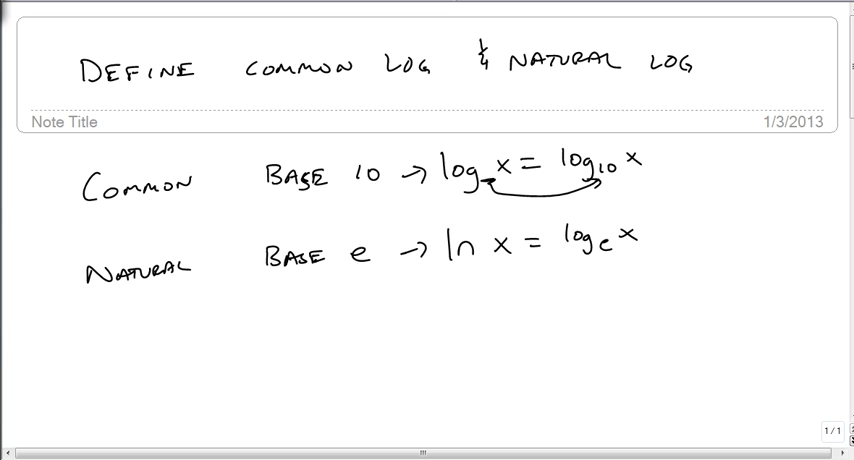 DEFINE COMMON LOG & NATURAL LOG
Note Title 1/3/2013
COMMON BASE 10 → log_ x = log₁₀ x
NATURAL BASE e → ln x = logₑ x
1 / 1